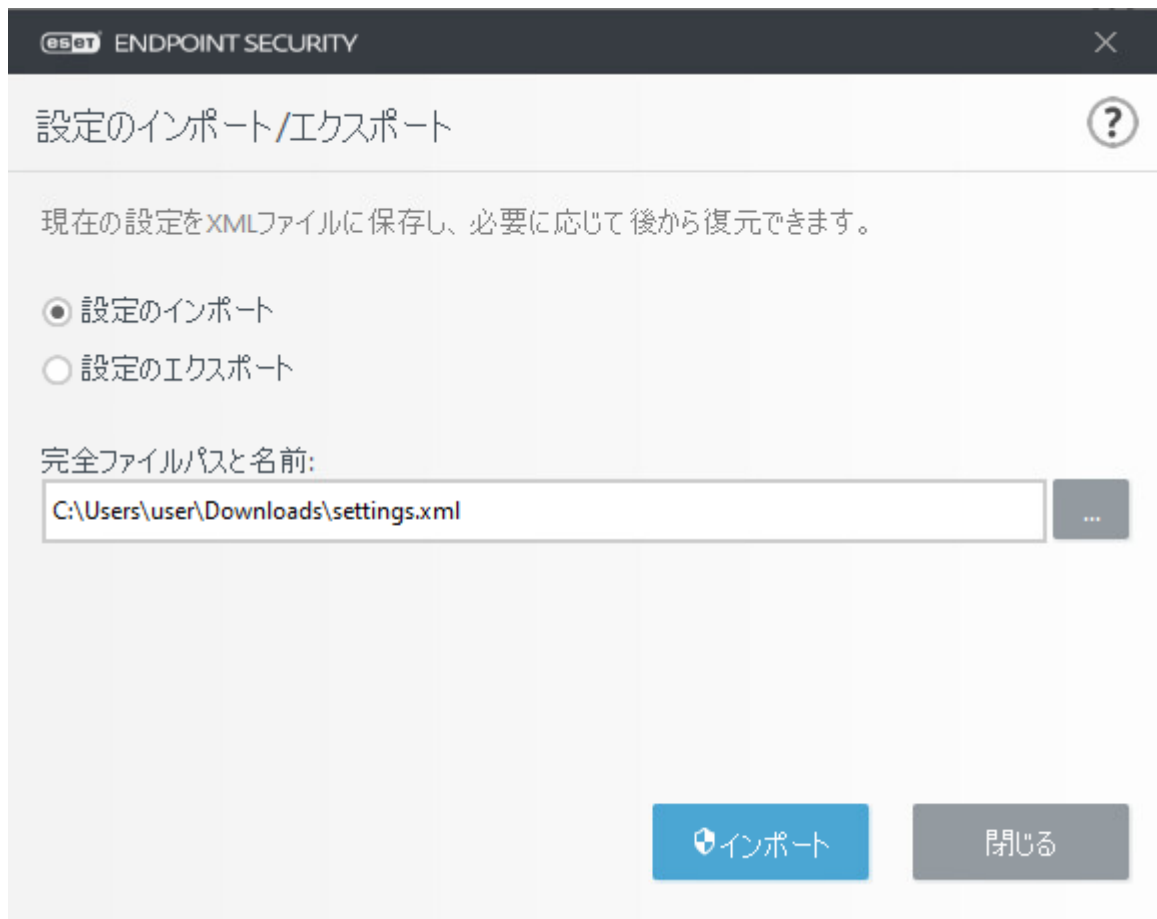 eset ENDPOINT SECURITY
設定のインポート/エクスポート
?
現在の設定をXMLファイルに保存し、必要に応じて後から復元できます。
設定のインポート
設定のエクスポート
完全ファイルパスと名前:
C:\Users\user\Downloads\settings.xml
...
インポート
閉じる